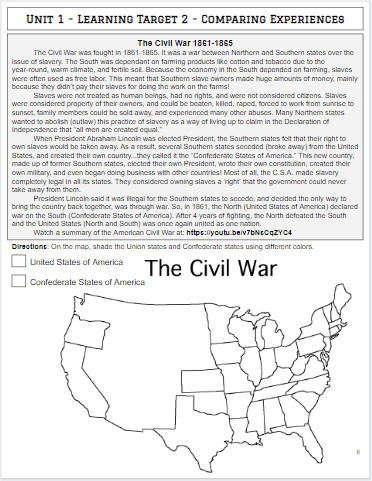 Unit 1 - Learning Target 2 - Comparing Experiences
The Civil War 1861-1865
The Civil War was fought in 1861-1865. It was a war between Northern and Southern states over the
issue of slavery. The South was dependant on farming products like cotton and tobacco due to the
year-round, warm climate, and fertile soil. Because the economy in the South depended on farming, slaves
were often used as free labor. This meant that Southern slave owners made huge amounts of money, mainly
because they didn't pay their slaves for doing the work on the farms!
Slaves were not treated as human beings, had no rights, and were not considered citizens. Slaves
were considered property of their owners, and could be beaten, killed, raped, forced to work from sunrise to
sunset, family members could be sold away, and experienced many other abuses. Many Northern states
wanted to abolish (outlaw) this practice of slavery as a way of living up to claim in the Declaration of
Independence that "all men are created equal."
When President Abraham Lincoln was elected President, the Southern states felt that their right to
own slaves would be taken away. As a result, several Southern states seceded (broke) away from the United
States, and created their own country...they called it the "Confederate States of America." This new country,
made up of former Southern states, elected their own President, wrote their own constitution, created their
own military, and even began doing business with other countries! Most of all, the C.S.A. made slavery
completely legal in all its states. They considered owning slaves a 'right' that the government could never
take away from them.
President Lincoln said it was illegal for the Southern states to secede, and decided the only way to
bring the country back together, was through war. So, in 1861, the North (United States of America) declared
war on the South (Confederate States of America). After 4 years of fighting, the North defeated the South
and the United States (North and South) was once again united as one nation.
Watch a summary of the American Civil War at: https://youtu.be/v7bNsCqZYC4
Directions: On the map, shade the Union states and Confederate states using different colors.
United States of America
The Civil War
Confederate States of America